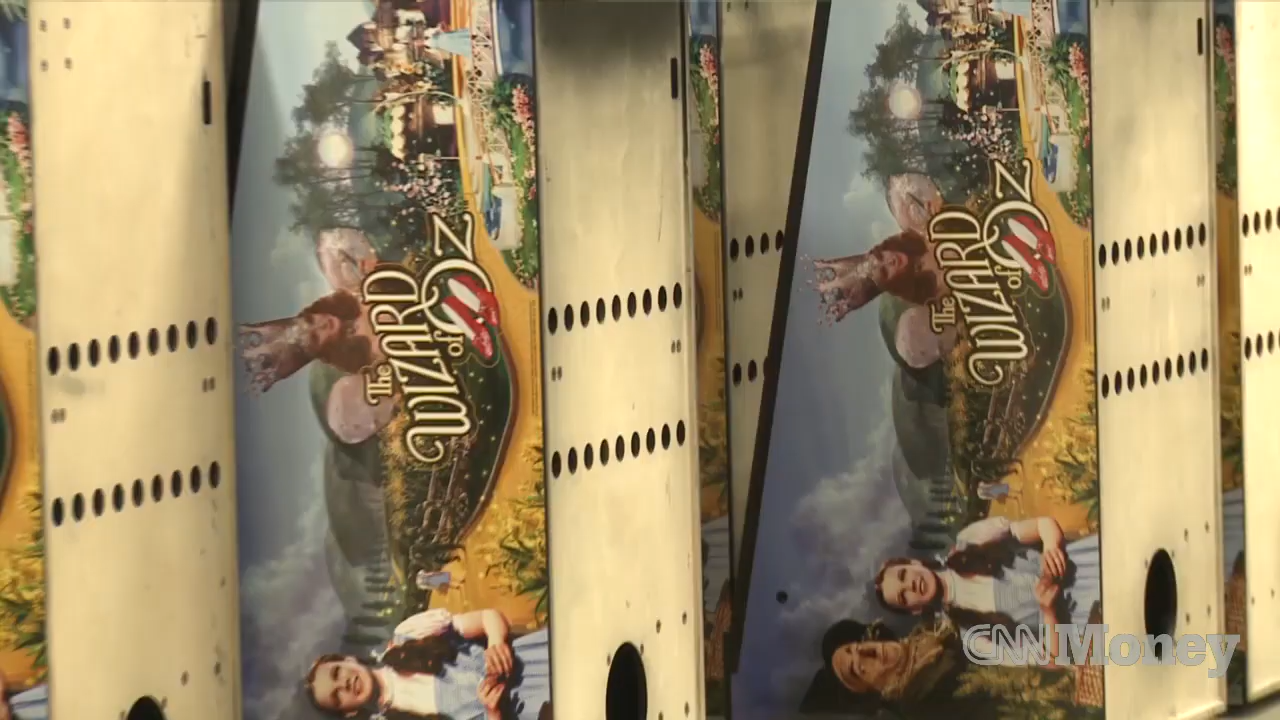 The
WIZARD
of OZ
The
WIZARD
of OZ
CNNMoney